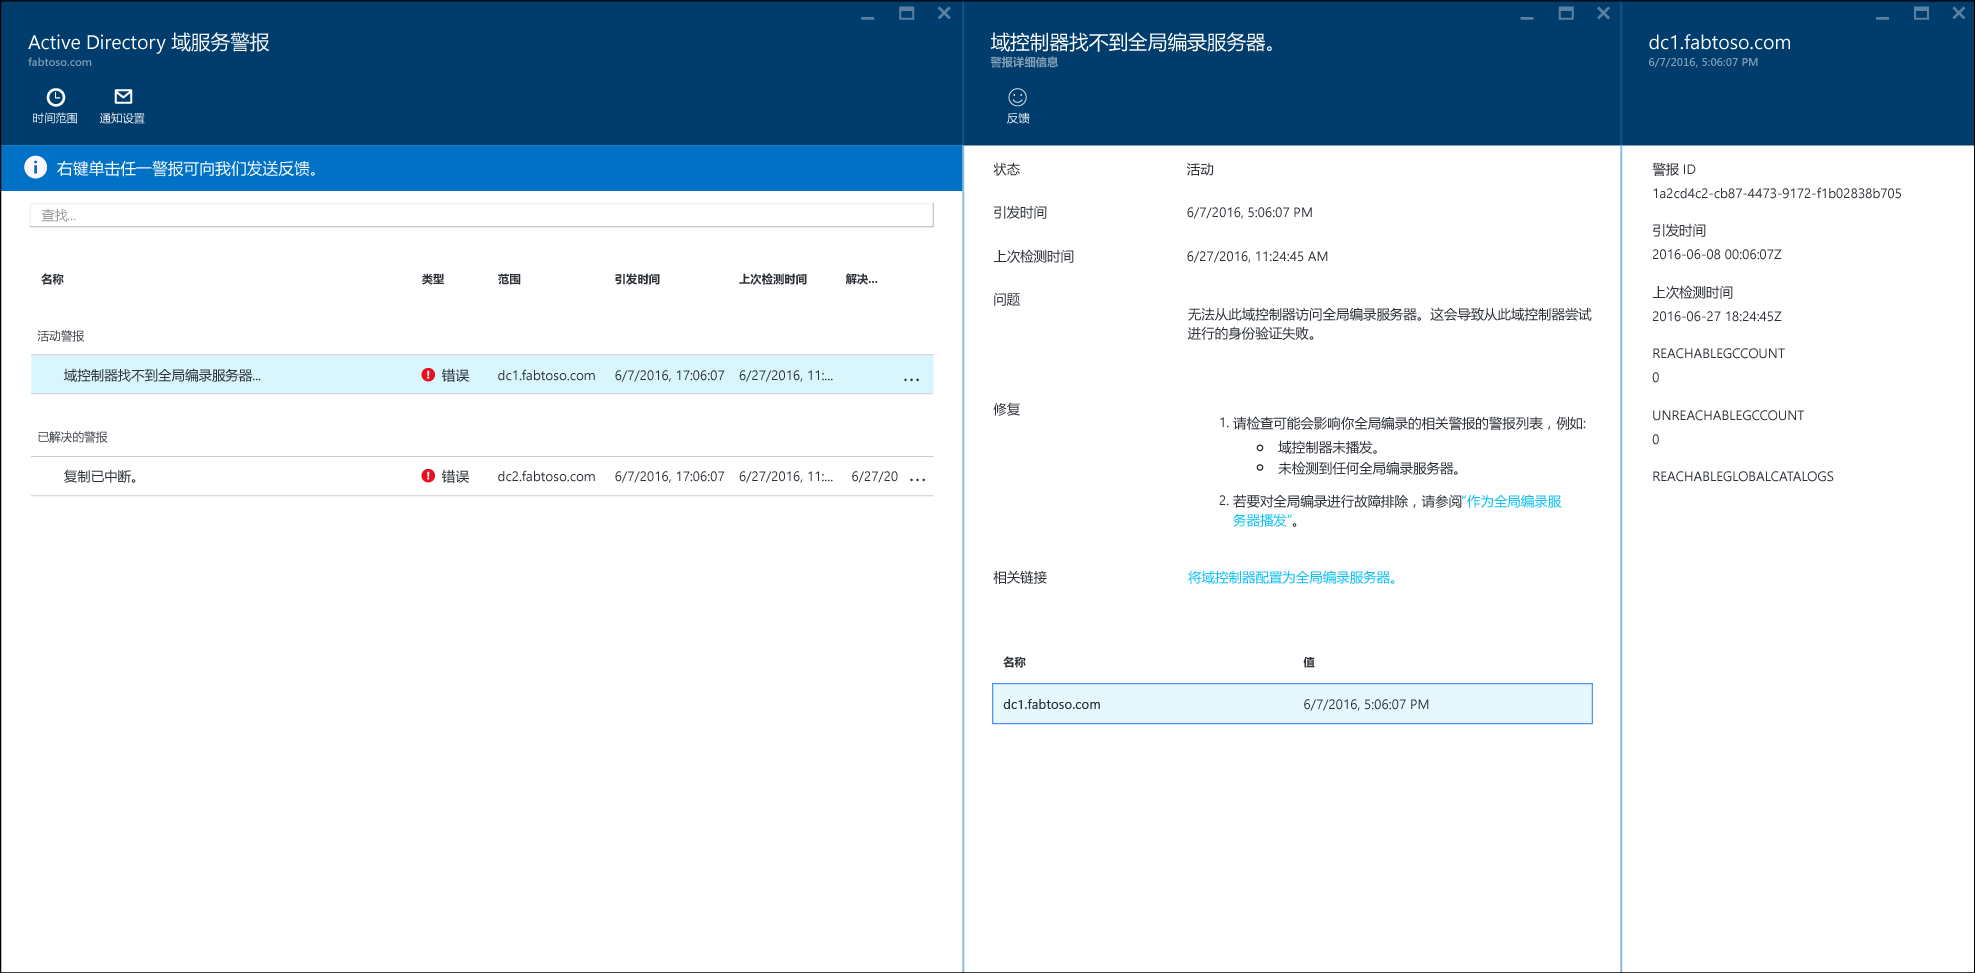 Active Directory 域服务警报
fabtoso.com
时间范围 通知设置
右键单击任一警报可向我们发送反馈。
查找...
名称 类型 范围 引发时间 上次检测时间 解决...
活动警报
域控制器找不到全局编录服务器... 错误 dc1.fabtoso.com 6/7/2016, 17:06:07 6/27/2016, 11:... ...
已解决的警报
复制已中断。 错误 dc2.fabtoso.com 6/7/2016, 17:06:07 6/27/2016, 11:... 6/27/20 ...
域控制器找不到全局编录服务器。
警报详细信息
反馈
状态 活动
引发时间 6/7/2016, 5:06:07 PM
上次检测时间 6/27/2016, 11:24:45 AM
问题
无法从此域控制器访问全局编录服务器。这会导致从此域控制器尝试
进行的身份验证失败。
修复
1. 请检查可能会影响你全局编录的相关警报的警报列表，例如:
域控制器未播发。
未检测到任何全局编录服务器。
2. 若要对全局编录进行故障排除，请参阅“作为全局编录服
务器播发”。
相关链接 将域控制器配置为全局编录服务器。
名称 值
dc1.fabtoso.com 6/7/2016, 5:06:07 PM
dc1.fabtoso.com
6/7/2016, 5:06:07 PM
警报 ID
1a2cd4c2-cb87-4473-9172-f1b02838b705
引发时间
2016-06-08 00:06:07Z
上次检测时间
2016-06-27 18:24:45Z
REACHABLEGCCOUNT
0
UNREACHABLEGCCOUNT
0
REACHABLEGLOBALCATALOGS